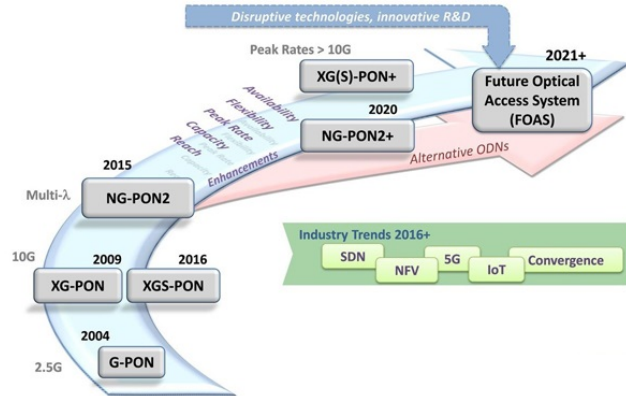 Disruptive technologies, innovative R&D
Peak Rates > 10G
2021+
XG(S)-PON+
Future Optical
Access System
(FOAS)
Availability
Flexibility
Peak Rate
Capacity
Reach
2020
NG-PON2+
Enhancements
Alternative ODNs
2015
Multi-λ
NG-PON2
Industry Trends 2016+
SDN
NFV
5G
IoT
Convergence
10G
2009
2016
XG-PON
XGS-PON
2004
G-PON
2.5G